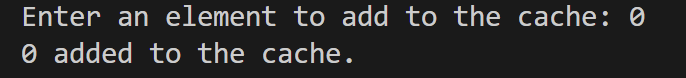 Enter an element to add to the cache: 0
0 added to the cache.